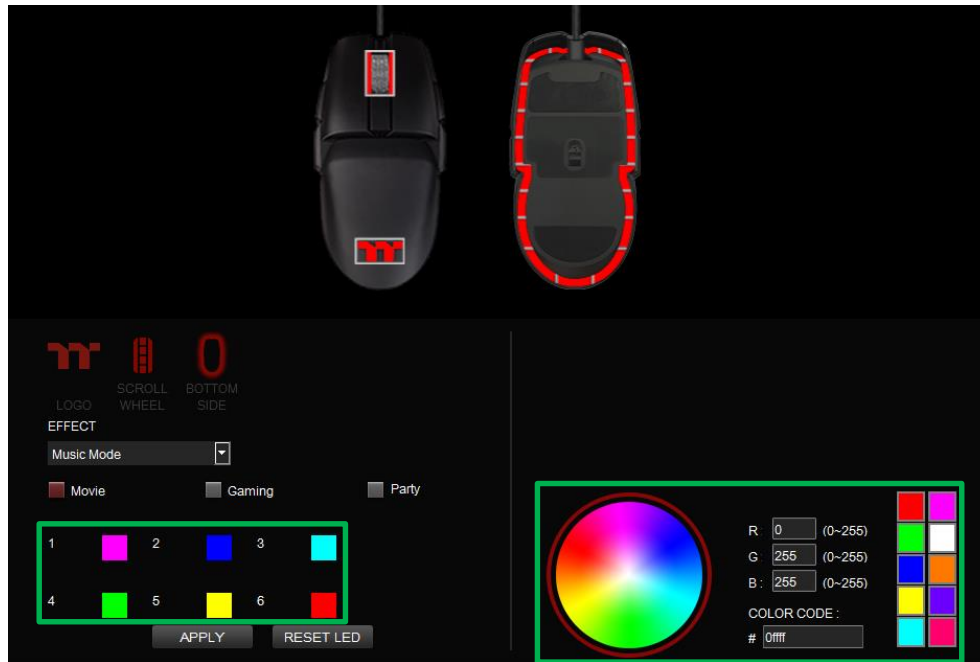 LOGO
SCROLL
WHEEL
BOTTOM
SIDE
EFFECT
Music Mode
Movie Gaming Party
1 2 3
4 5 6
APPLY RESET LED
R : 0 (0~255)
G : 255 (0~255)
B : 255 (0~255)
COLOR CODE :
# 0ffff